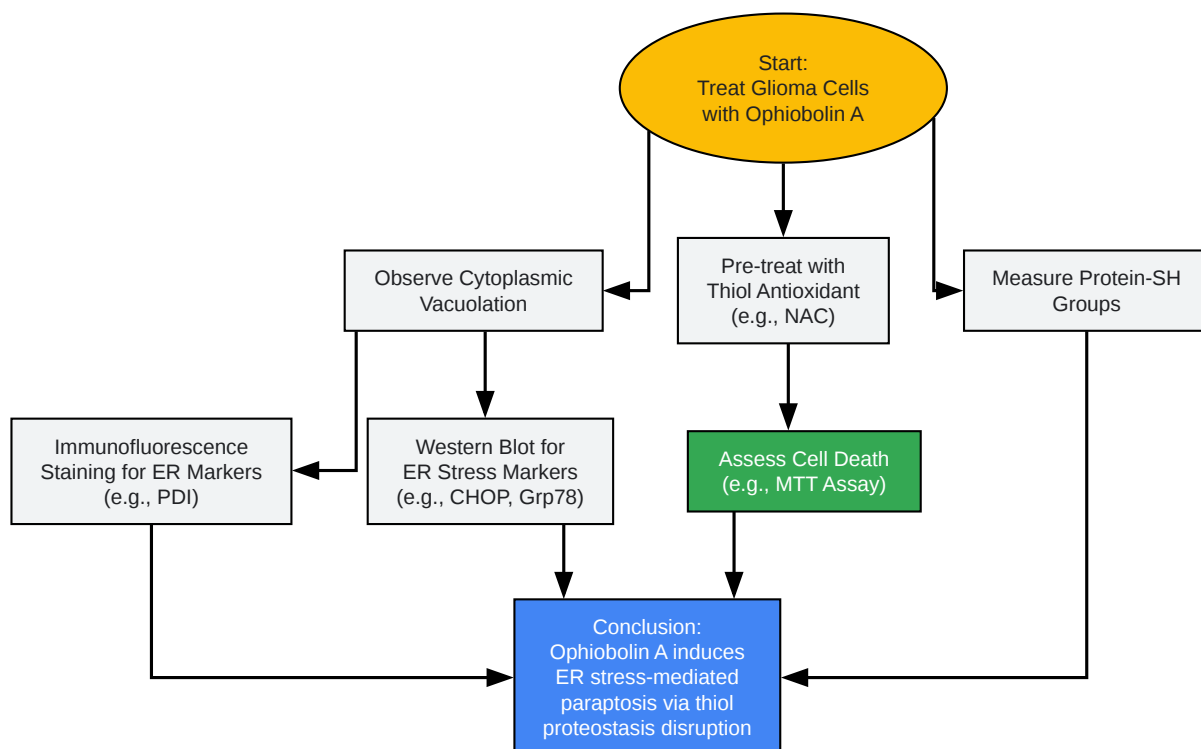 Start:
Treat Glioma Cells
with Ophiobolin A
Observe Cytoplasmic
Vacuolation
Pre-treat with
Thiol Antioxidant
(e.g., NAC)
Measure Protein-SH
Groups
Immunofluorescence
Staining for ER Markers
(e.g., PDI)
Western Blot for
ER Stress Markers
(e.g., CHOP, Grp78)
Assess Cell Death
(e.g., MTT Assay)
Conclusion:
Ophiobolin A induces
ER stress-mediated
paraptosis via thiol
proteostasis disruption